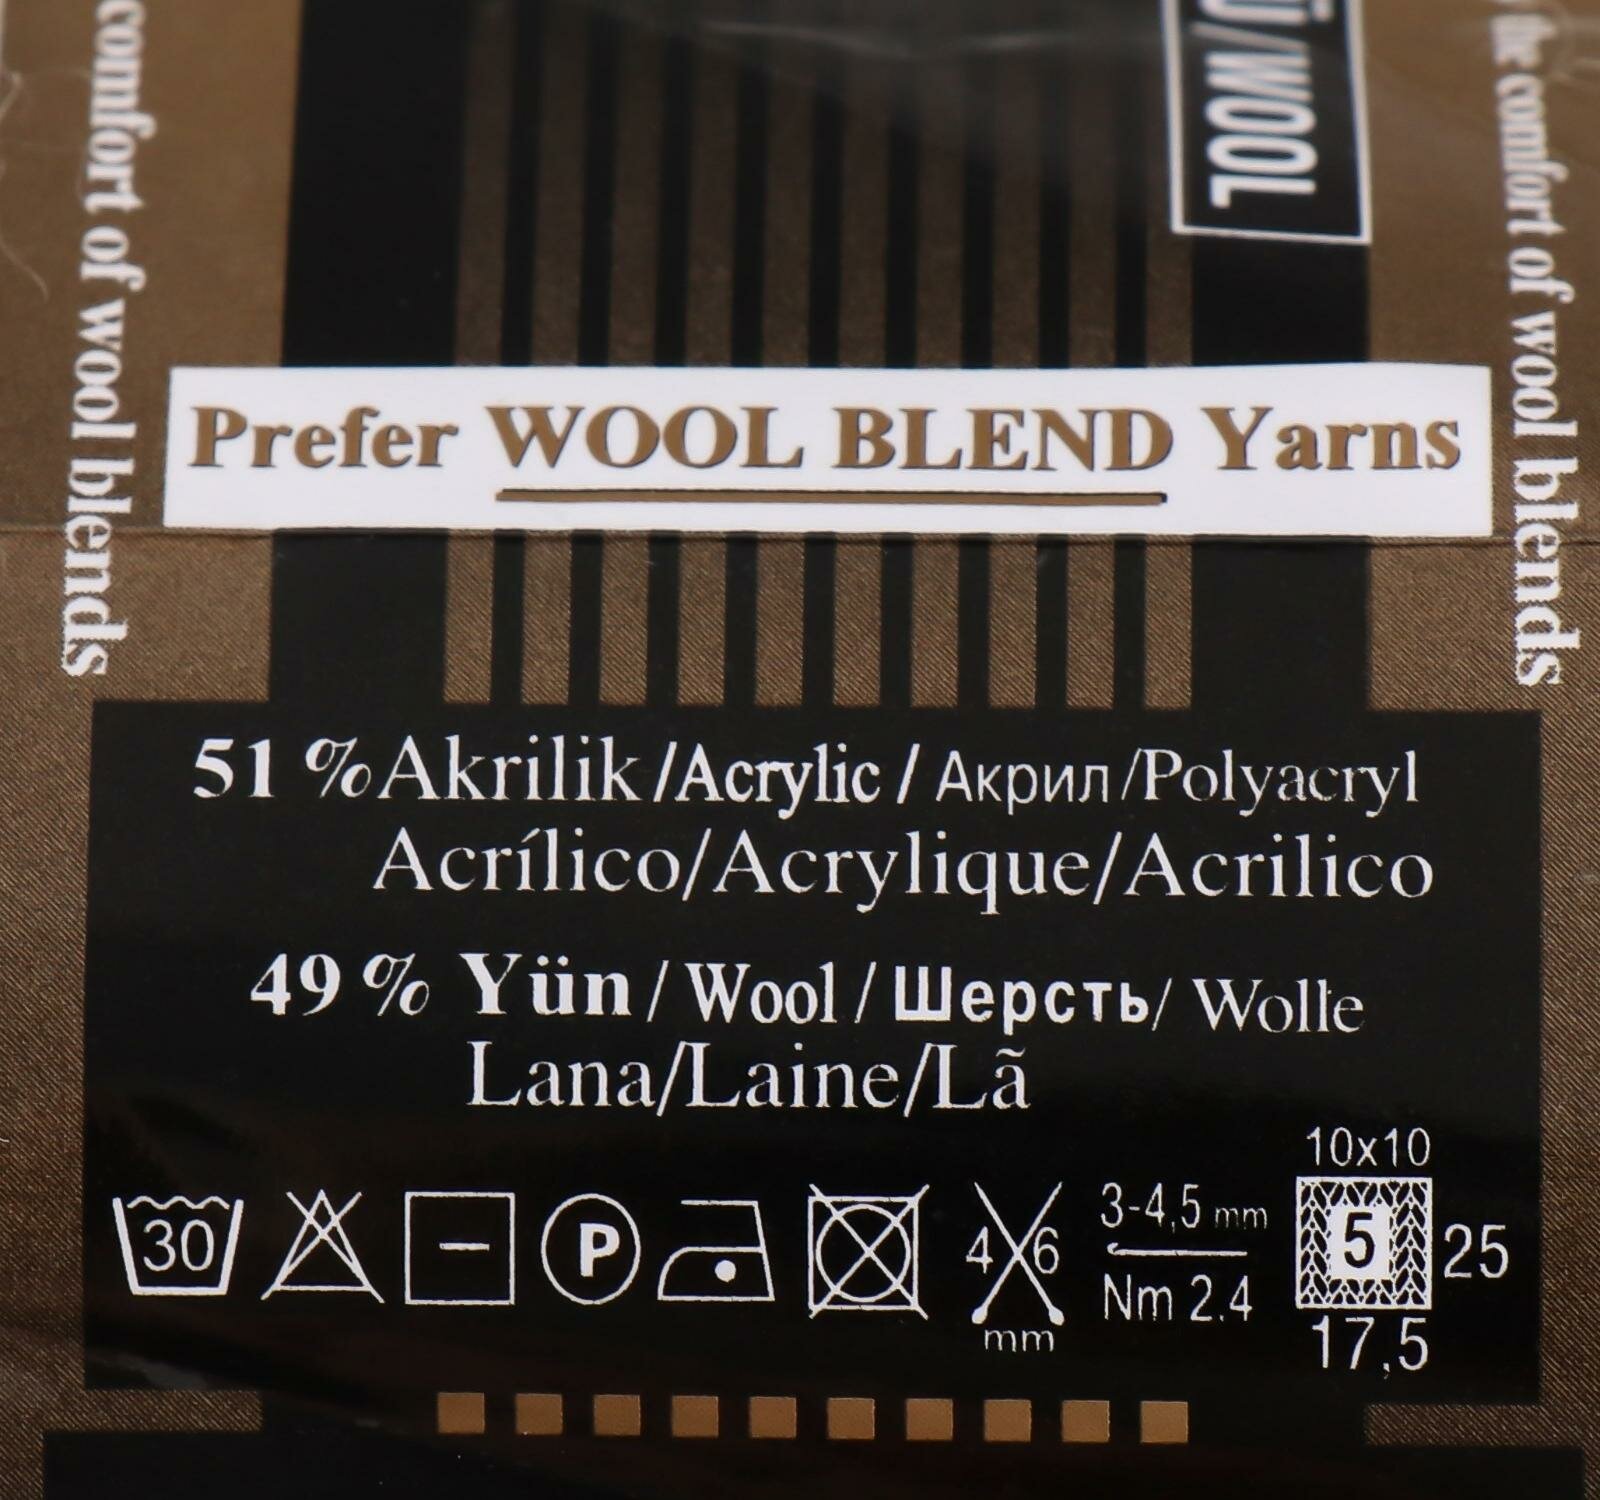 /WOOL
comfort of wool blends
the comfort of wool blends
Prefer WOOL BLEND Yarns
51 % Akrilik / Acrylic / Акрил / Polyacryl
Acrílico/Acrylique/Acrilico
49 % Yün / Wool / Шерсть / Wolle
Lana/Laine/Lã
10x10
30 P 4 6 3-4,5 mm 5 25
mm Nm 2.4 17,5